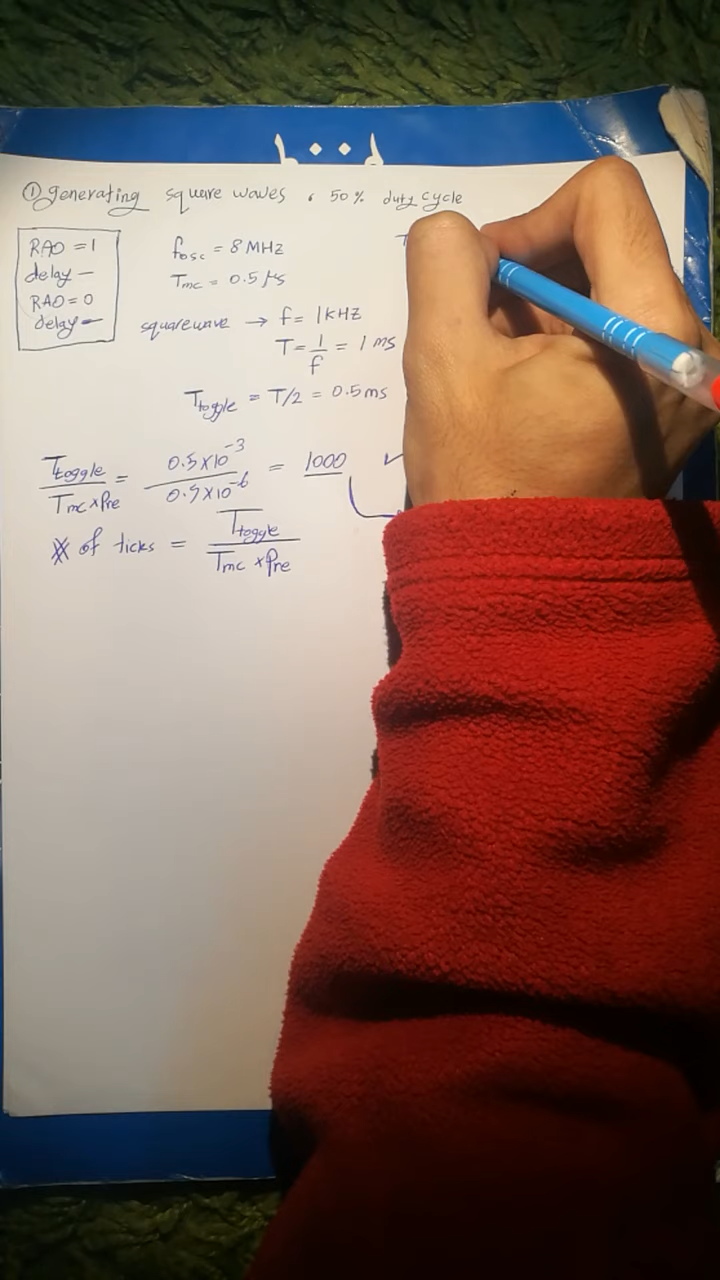 ① generating square waves , 50% duty cycle
RA0 = 1
delay —
RA0 = 0
delay —
fosc = 8 MHz
Tmc = 0.5 μs
square wave → f = 1 KHz
T = 1/f = 1 ms
Ttoggle = T/2 = 0.5 ms
Ttoggle / Tmc × Pre = 0.5×10^-3 / 0.5×10^-6 = 1000
# of ticks = Ttoggle / Tmc × Pre